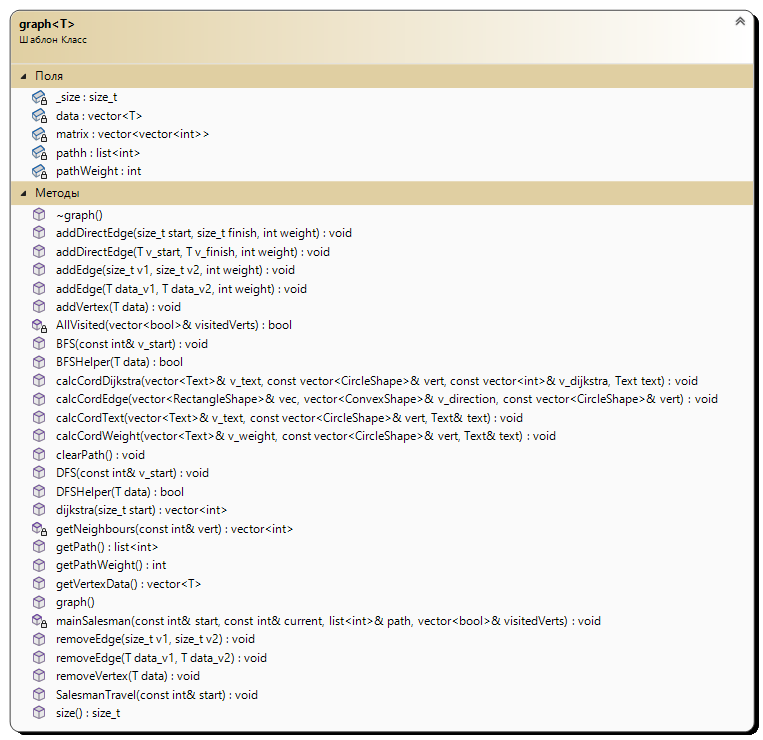 graph<T>
Шаблон Класс
Поля
_size : size_t
data : vector<T>
matrix : vector<vector<int>>
pathh : list<int>
pathWeight : int
Методы
~graph()
addDirectEdge(size_t start, size_t finish, int weight) : void
addDirectEdge(T v_start, T v_finish, int weight) : void
addEdge(size_t v1, size_t v2, int weight) : void
addEdge(T data_v1, T data_v2, int weight) : void
addVertex(T data) : void
AllVisited(vector<bool>& visitedVerts) : bool
BFS(const int& v_start) : void
BFSHelper(T data) : bool
calcCordDijkstra(vector<Text>& v_text, const vector<CircleShape>& vert, const vector<int>& v_dijkstra, Text text) : void
calcCordEdge(vector<RectangleShape>& vec, vector<ConvexShape>& v_direction, const vector<CircleShape>& vert) : void
calcCordText(vector<Text>& v_text, const vector<CircleShape>& vert, Text& text) : void
calcCordWeight(vector<Text>& v_weight, const vector<CircleShape>& vert, Text& text) : void
clearPath() : void
DFS(const int& v_start) : void
DFSHelper(T data) : bool
dijkstra(size_t start) : vector<int>
getNeighbours(const int& vert) : vector<int>
getPath() : list<int>
getPathWeight() : int
getVertexData() : vector<T>
graph()
mainSalesman(const int& start, const int& current, list<int>& path, vector<bool>& visitedVerts) : void
removeEdge(size_t v1, size_t v2) : void
removeEdge(T data_v1, T data_v2) : void
removeVertex(T data) : void
SalesmanTravel(const int& start) : void
size() : size_t